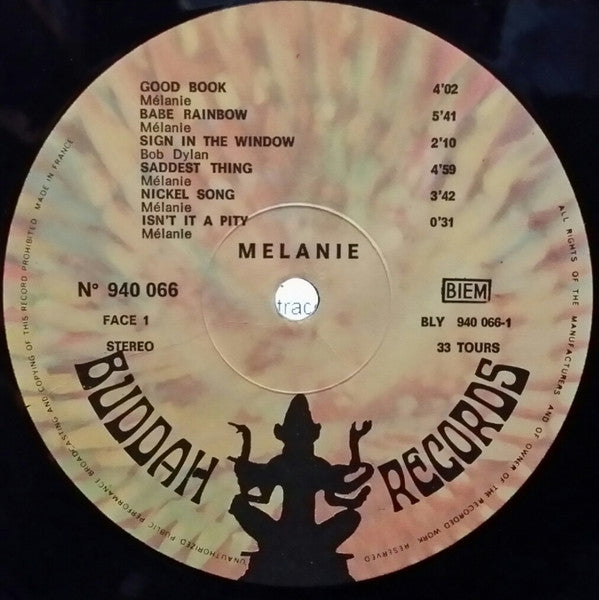 GOOD BOOK 4'02
Mélanie
BABE RAINBOW 5'41
Mélanie
SIGN IN THE WINDOW 2'10
Bob Dylan
SADDEST THING 4'59
Mélanie
NICKEL SONG 3'42
Mélanie
ISN'T IT A PITY 0'31
Mélanie
MELANIE
N° 940 066
BIEM
trac
FACE 1
BLY 940 066-1
STEREO
33 TOURS
BUDDAH RECORDS
ALL RIGHTS OF THE MANUFACTURERS AND OF OWNER OF THE RECORDED WORK RESERVED
UNAUTHORIZED PUBLIC PERFORMANCE BROADCASTING AND COPYING OF THIS RECORD PROHIBITED MADE IN FRANCE